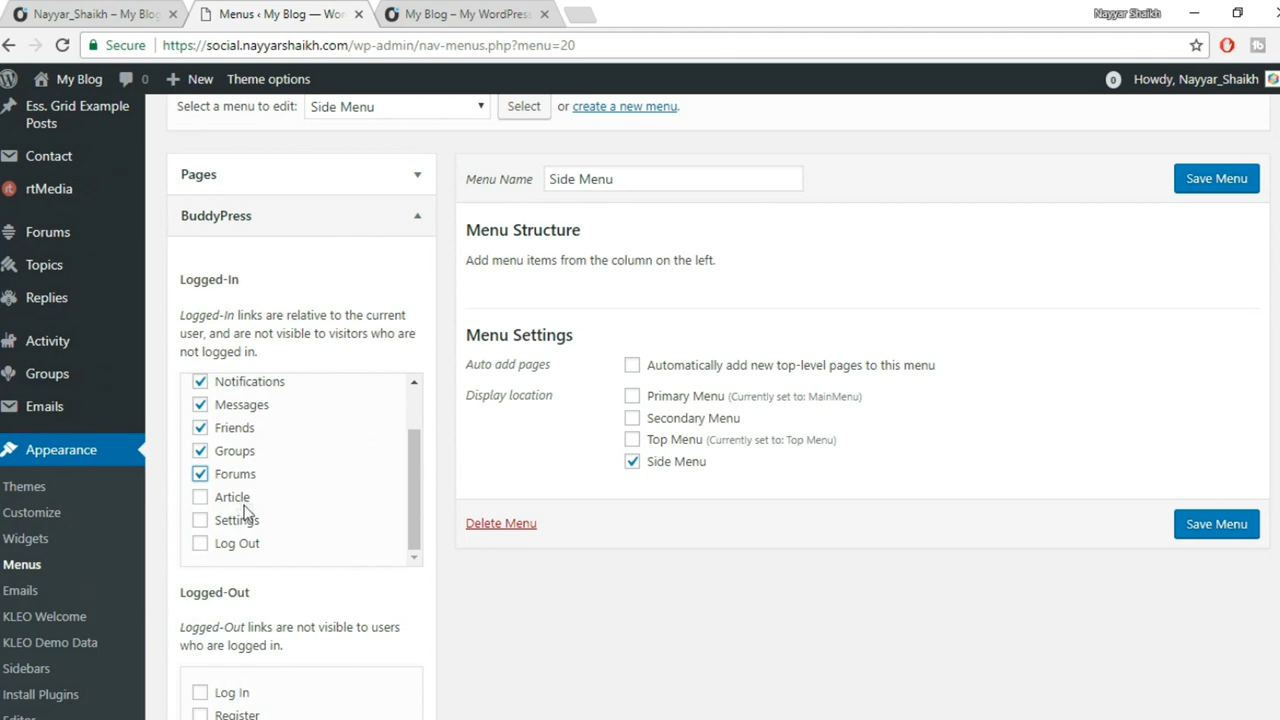 Nayyar_Shaikh – My Blog
Menus ‹ My Blog — Wor
My Blog – My WordPress
Nayyar Shaikh
Secure
https://social.nayyarshaikh.com/wp-admin/nav-menus.php?menu=20
My Blog
0
New
Theme options
0
Howdy, Nayyar_Shaikh
Ess. Grid Example
Posts
Contact
rtMedia
Forums
Topics
Replies
Activity
Groups
Emails
Appearance
Themes
Customize
Widgets
Menus
Emails
KLEO Welcome
KLEO Demo Data
Sidebars
Install Plugins
Editor
Select a menu to edit:
Side Menu
Select
or create a new menu.
Pages
BuddyPress
Logged-In
Logged-In links are relative to the current
user, and are not visible to visitors who are
not logged in.
Notifications
Messages
Friends
Groups
Forums
Article
Settings
Log Out
Logged-Out
Logged-Out links are not visible to users
who are logged in.
Log In
Register
Menu Name
Side Menu
Save Menu
Menu Structure
Add menu items from the column on the left.
Menu Settings
Auto add pages
Automatically add new top-level pages to this menu
Display location
Primary Menu (Currently set to: MainMenu)
Secondary Menu
Top Menu (Currently set to: Top Menu)
Side Menu
Delete Menu
Save Menu